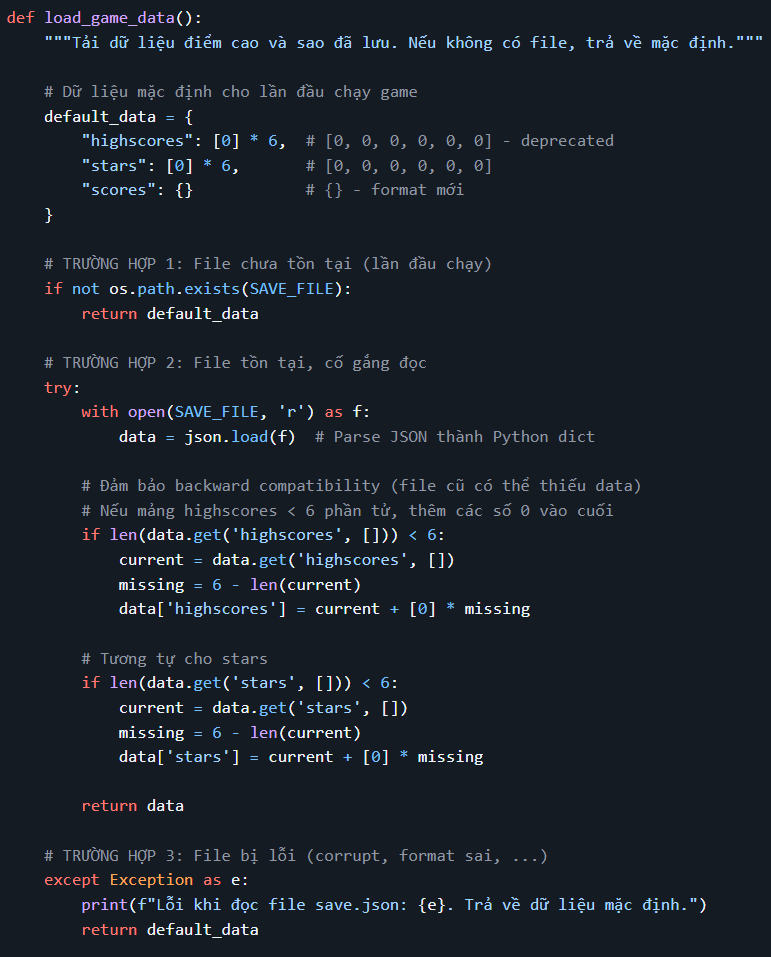 def load_game_data():
    """Tải dữ liệu điểm cao và sao đã lưu. Nếu không có file, trả về mặc định."""

    # Dữ liệu mặc định cho lần đầu chạy game
    default_data = {
        "highscores": [0] * 6,  # [0, 0, 0, 0, 0, 0] - deprecated
        "stars": [0] * 6,       # [0, 0, 0, 0, 0, 0]
        "scores": {}            # {} - format mới
    }

    # TRƯỜNG HỢP 1: File chưa tồn tại (lần đầu chạy)
    if not os.path.exists(SAVE_FILE):
        return default_data

    # TRƯỜNG HỢP 2: File tồn tại, cố gắng đọc
    try:
        with open(SAVE_FILE, 'r') as f:
            data = json.load(f)  # Parse JSON thành Python dict

        # Đảm bảo backward compatibility (file cũ có thể thiếu data)
        # Nếu mảng highscores < 6 phần tử, thêm các số 0 vào cuối
        if len(data.get('highscores', [])) < 6:
            current = data.get('highscores', [])
            missing = 6 - len(current)
            data['highscores'] = current + [0] * missing

        # Tương tự cho stars
        if len(data.get('stars', [])) < 6:
            current = data.get('stars', [])
            missing = 6 - len(current)
            data['stars'] = current + [0] * missing

        return data

    # TRƯỜNG HỢP 3: File bị lỗi (corrupt, format sai, ...)
    except Exception as e:
        print(f"Lỗi khi đọc file save.json: {e}. Trả về dữ liệu mặc định.")
        return default_data